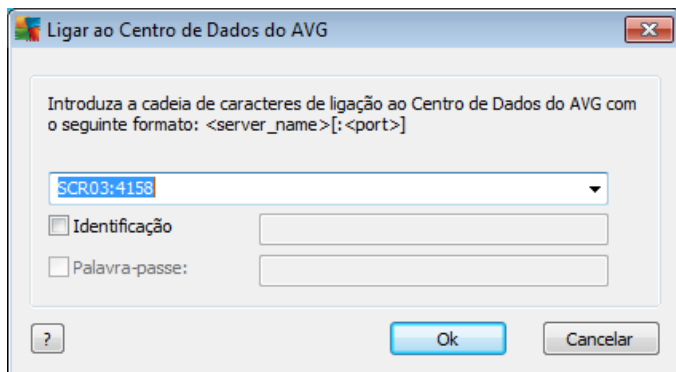 Ligar ao Centro de Dados do AVG
Introduza a cadeia de caracteres de ligação ao Centro de Dados do AVG com
o seguinte formato: <server_name>[:<port>]
SCR03:4158
Identificação
Palavra-passe:
?
Ok
Cancelar